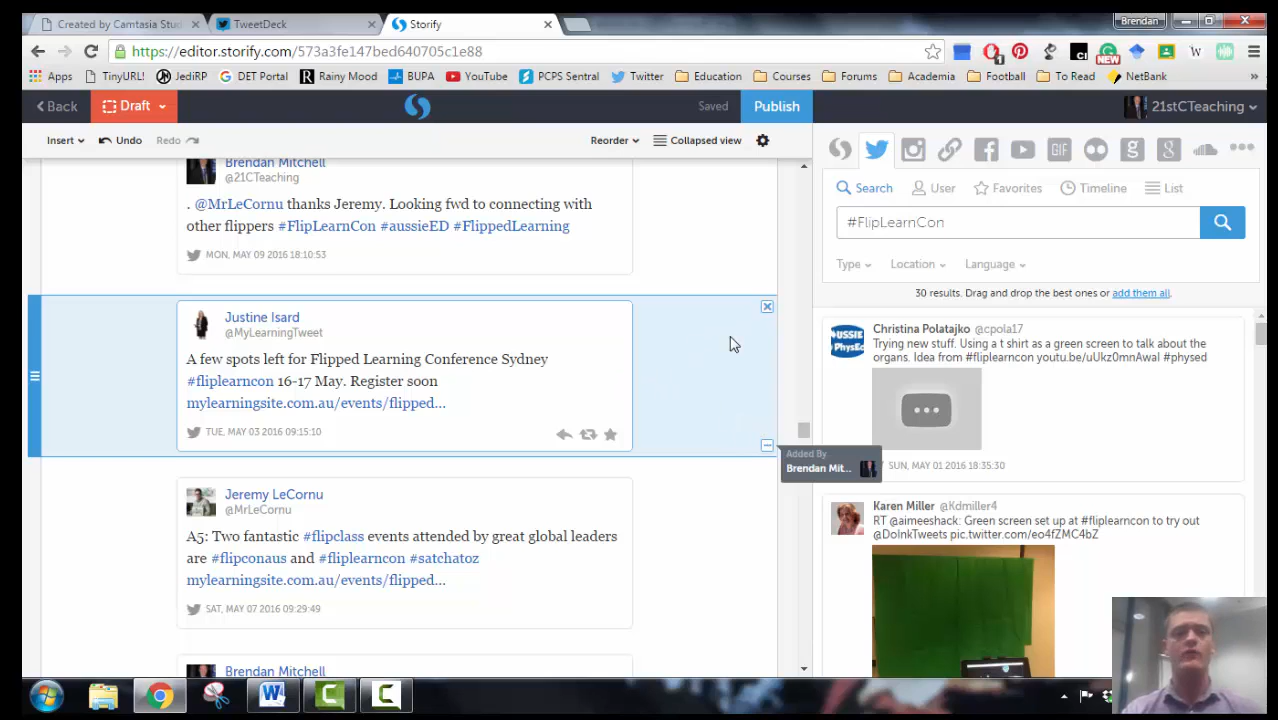 Created by Camtasia Stud
TweetDeck
Storify
Brendan
https://editor.storify.com/573a3fe147bed640705c1e88
Apps
TinyURL!
JediRP
DET Portal
Rainy Mood
BUPA
YouTube
PCPS Sentral
Twitter
Education
Courses
Forums
Academia
Football
To Read
NetBank
Back
Draft
Saved
Publish
21stCTeaching
Insert
Undo
Redo
Reorder
Collapsed view
Brendan Mitchell
@21CTeaching
. @MrLeCornu thanks Jeremy. Looking fwd to connecting with
other flippers #FlipLearnCon #aussieED #FlippedLearning
MON, MAY 09 2016 18:10:53
Justine Isard
@MyLearningTweet
A few spots left for Flipped Learning Conference Sydney
#fliplearncon 16-17 May. Register soon
mylearningsite.com.au/events/flipped...
TUE, MAY 03 2016 09:15:10
Added By
Brendan Mit...
Jeremy LeCornu
@MrLeCornu
A5: Two fantastic #flipclass events attended by great global leaders
are #flipconaus and #fliplearncon #satchatoz
mylearningsite.com.au/events/flipped...
SAT, MAY 07 2016 09:29:49
Brendan Mitchell
GIF
Search
User
Favorites
Timeline
List
#FlipLearnCon
Type
Location
Language
30 results. Drag and drop the best ones or add them all.
Christina Polatajko @cpola17
Trying new stuff. Using a t shirt as a green screen to talk about the
organs. Idea from #fliplearncon youtu.be/uUkz0mnAwaI #physed
SUN, MAY 01 2016 18:35:30
Karen Miller @Kdmiller4
RT @aimeeshack: Green screen set up at #fliplearncon to try out
@DoInkTweets pic.twitter.com/eo4fZMC4bZ